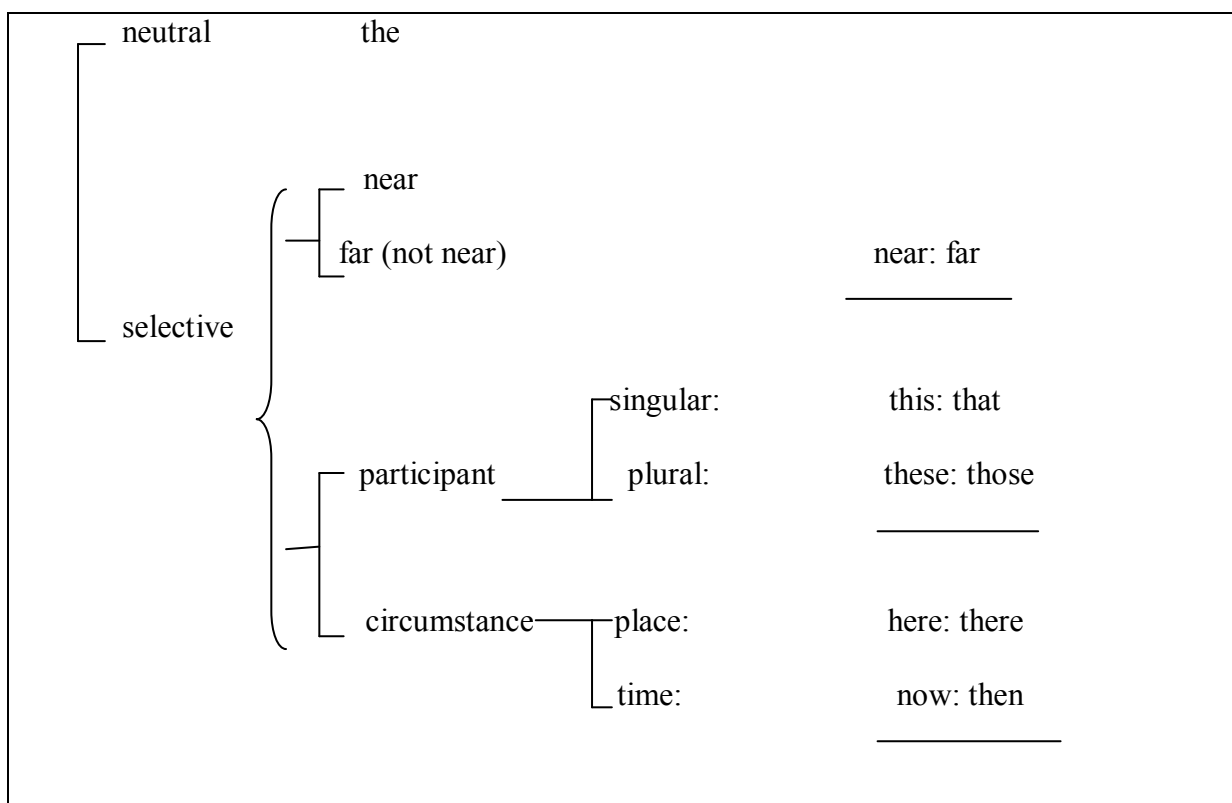 neutral the
near
far (not near) near: far
selective
singular: this: that
participant plural: these: those
circumstance place: here: there
time: now: then